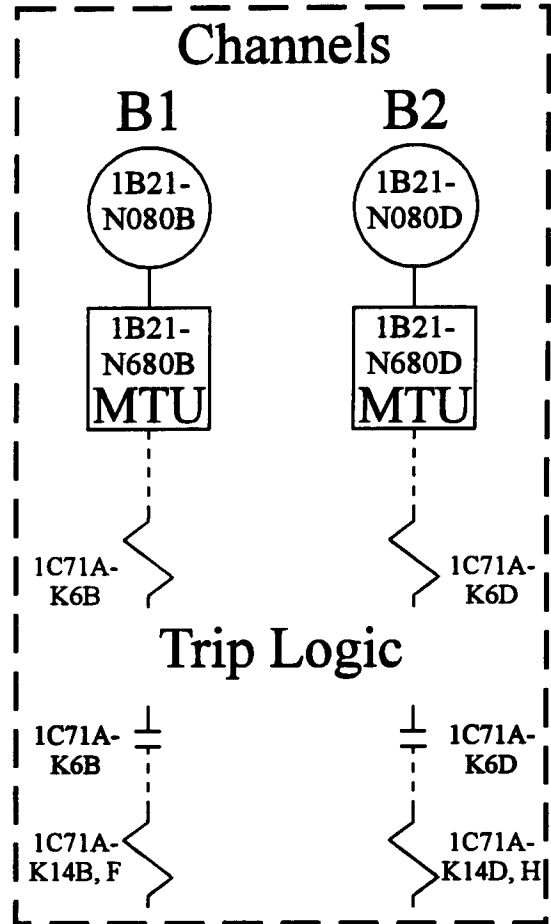 Channels
B1 B2
1B21-
N080B
1B21-
N080D
1B21-
N680B
MTU
1B21-
N680D
MTU
1C71A-
K6B
1C71A-
K6D
Trip Logic
1C71A-
K6B
1C71A-
K6D
1C71A-
K14B, F
1C71A-
K14D, H